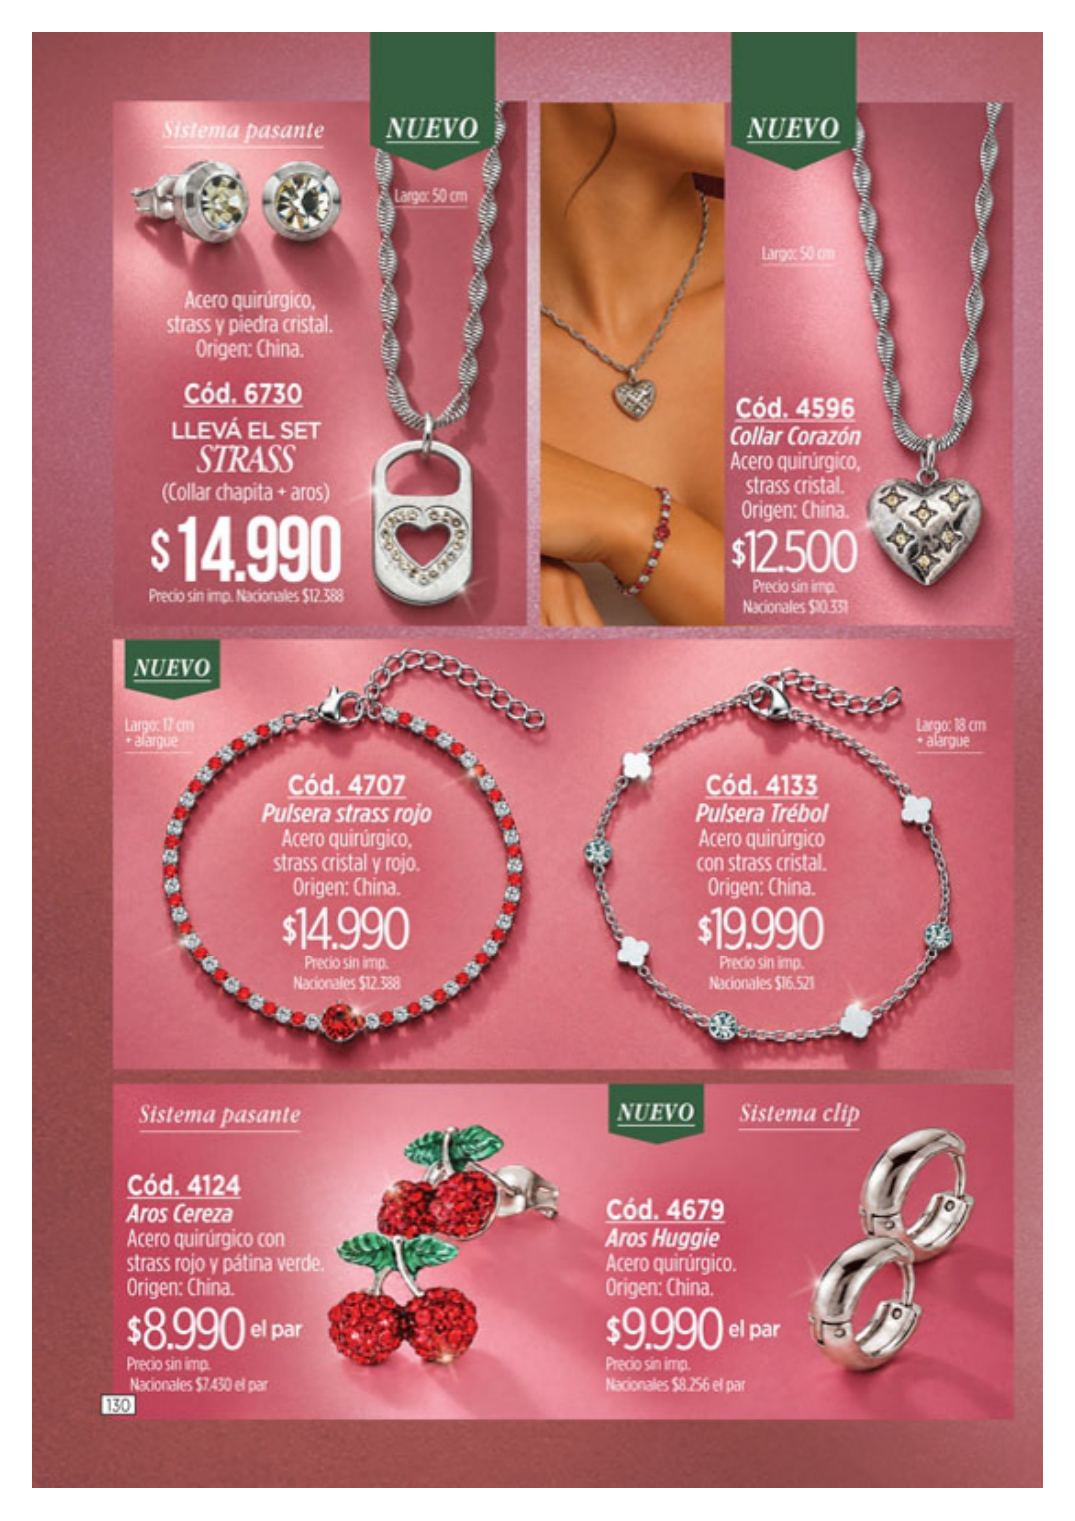 Sistema pasante
NUEVO
Largo: 50 cm
Acero quirúrgico,
strass y piedra cristal.
Origen: China.
Cód. 6730
LLEVÁ EL SET
STRASS
(Collar chapita + aros)
$14.990
Precio sin imp. Nacionales $12.388
NUEVO
Largo: 50 cm
Cód. 4596
Collar Corazón
Acero quirúrgico,
strass cristal.
Origen: China.
$12.500
Precio sin imp.
Nacionales $10.331
NUEVO
Largo: 17 cm
+ alargue
Cód. 4707
Pulsera strass rojo
Acero quirúrgico,
strass cristal y rojo.
Origen: China.
$14.990
Precio sin imp.
Nacionales $12.388
Largo: 18 cm
+ alargue
Cód. 4133
Pulsera Trébol
Acero quirúrgico
con strass cristal.
Origen: China.
$19.990
Precio sin imp.
Nacionales $16.521
Sistema pasante
Cód. 4124
Aros Cereza
Acero quirúrgico con
strass rojo y pátina verde.
Origen: China.
$8.990 el par
Precio sin imp.
Nacionales $7.430 el par
NUEVO
Sistema clip
Cód. 4679
Aros Huggie
Acero quirúrgico.
Origen: China.
$9.990 el par
Precio sin imp.
Nacionales $8.256 el par
130